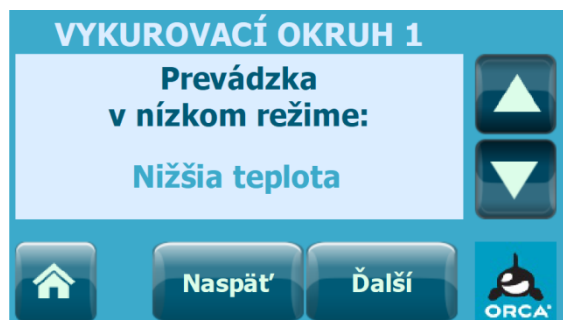 VYKUROVACÍ OKRUH 1
Prevádzka
v nízkom režime:
Nižšia teplota
Naspäť
Ďalší
ORCA